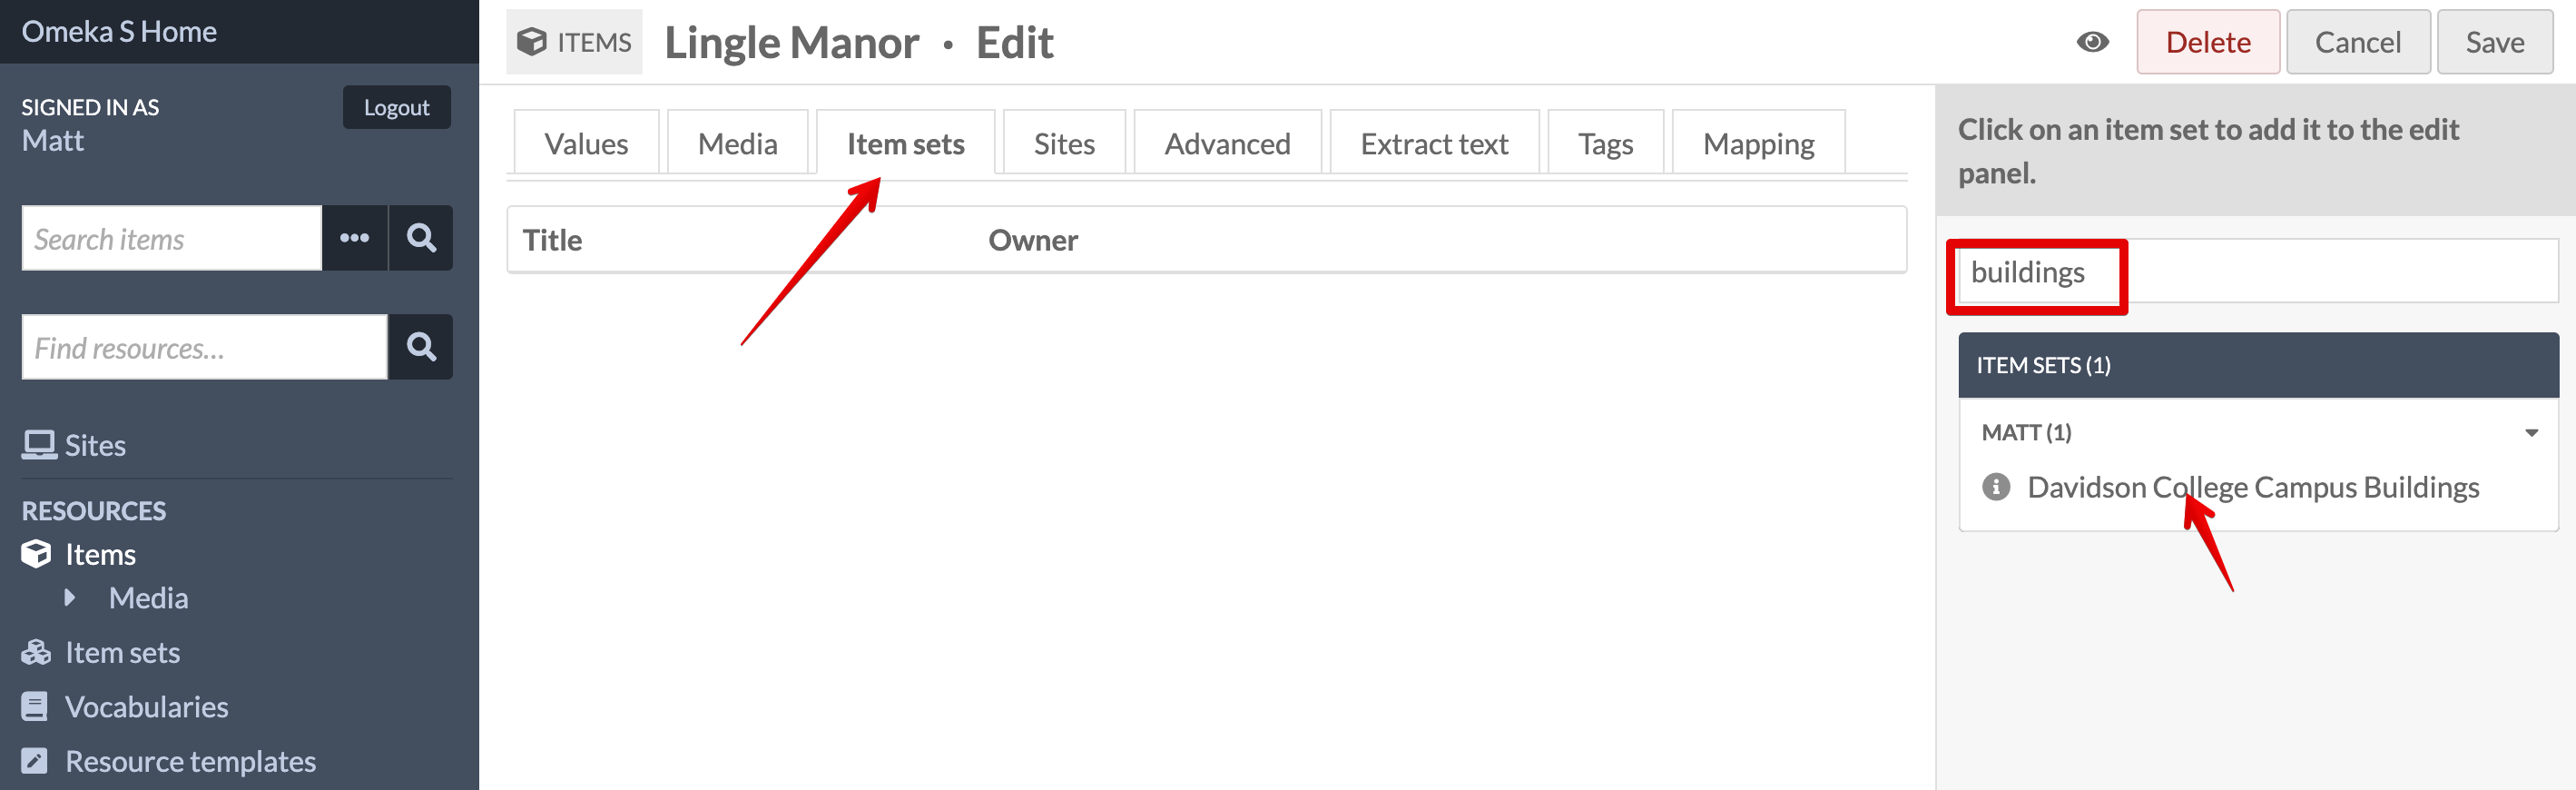 Omeka S Home
ITEMS
Lingle Manor · Edit
Delete
Cancel
Save
SIGNED IN AS
Matt
Logout
Search items
Find resources...
Sites
RESOURCES
Items
Media
Item sets
Vocabularies
Resource templates
Values
Media
Item sets
Sites
Advanced
Extract text
Tags
Mapping
Title
Owner
Click on an item set to add it to the edit
panel.
buildings
ITEM SETS (1)
MATT (1)
Davidson College Campus Buildings